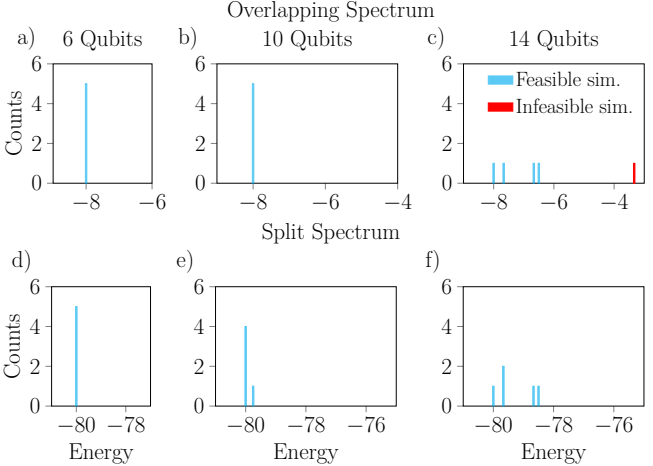 Overlapping Spectrum
a) 6 Qubits b) 10 Qubits c) 14 Qubits
6 6 6
Feasible sim.
4 4 4
Infeasible sim.
Counts
2 2 2
0 0 0
−8 −6 −8 −6 −4 −8 −6 −4
Split Spectrum
d) e) f)
6 6 6
4 4 4
Counts
2 2 2
0 0 0
−80 −78 −80 −78 −76 −80 −78 −76
Energy Energy Energy